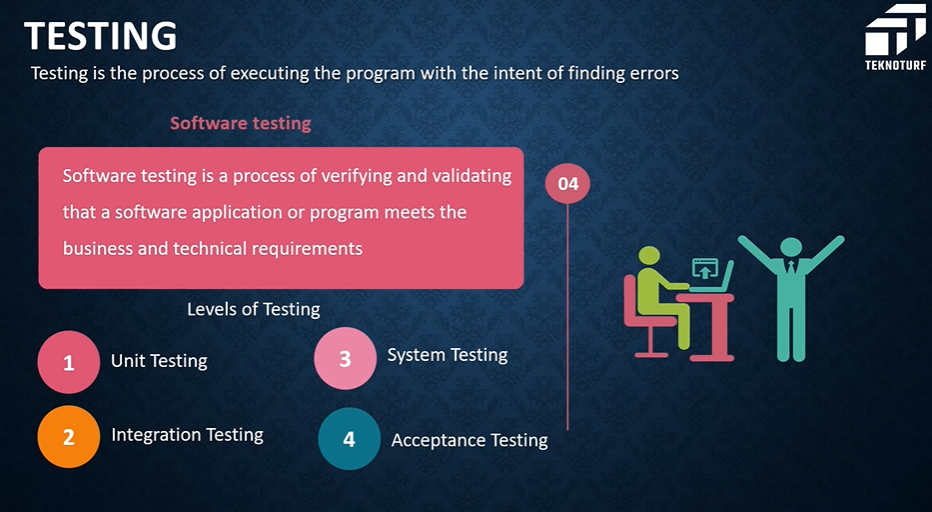 TESTING
TEKNOTURF
Testing is the process of executing the program with the intent of finding errors
Software testing
Software testing is a process of verifying and validating
that a software application or program meets the
business and technical requirements
04
Levels of Testing
1 Unit Testing
3 System Testing
2 Integration Testing
4 Acceptance Testing